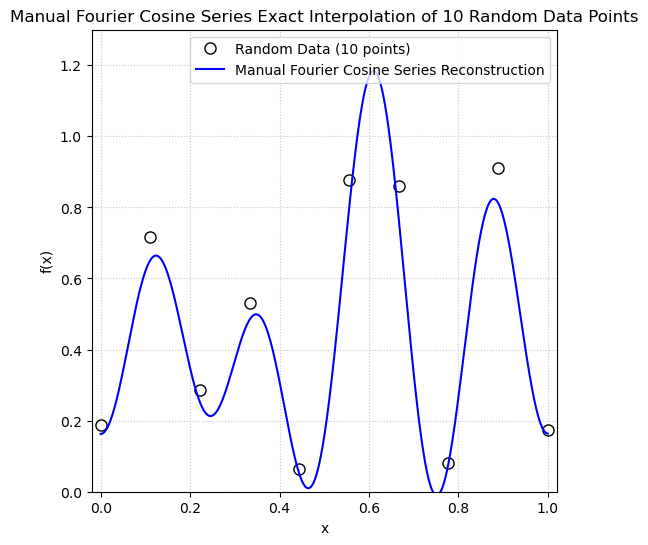 Manual Fourier Cosine Series Exact Interpolation of 10 Random Data Points
Random Data (10 points)
Manual Fourier Cosine Series Reconstruction
f(x)
1.2
1.0
0.8
0.6
0.4
0.2
0.0
0.0 0.2 0.4 0.6 0.8 1.0
x